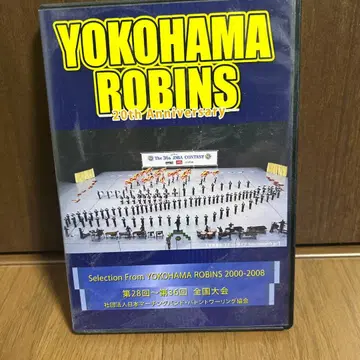 YOKOHAMA
ROBINS
20th Anniversary
The 36th JMBA CONTEST
Selection From YOKOHAMA ROBINS 2000-2008
第28回～第36回 全国大会
社団法人日本マーチングバンド・バトントワーリング協会